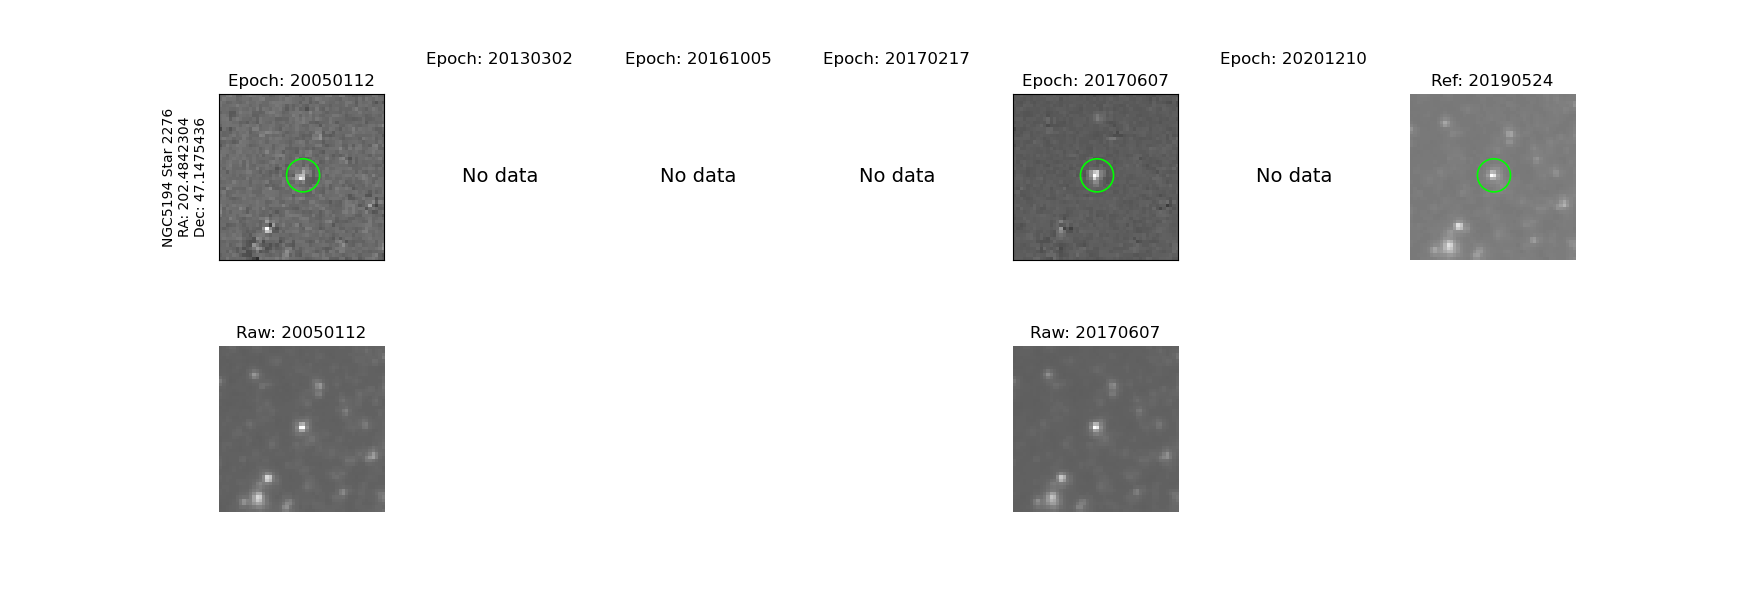 Epoch: 20050112
Epoch: 20130302
Epoch: 20161005
Epoch: 20170217
Epoch: 20170607
Epoch: 20201210
Ref: 20190524
NGC5194 Star 2276
RA: 202.4842304
Dec: 47.1475436
No data
No data
No data
No data
Raw: 20050112
Raw: 20170607